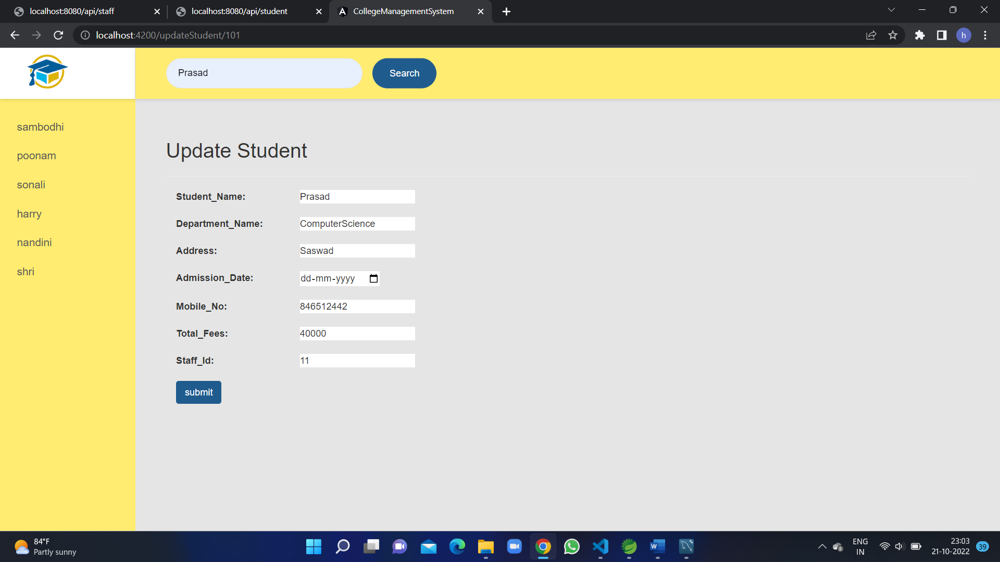 localhost:8080/api/staff
localhost:8080/api/student
CollegeManagementSystem
localhost:4200/updateStudent/101
h
Prasad
Search
sambodhi
poonam
sonali
harry
nandini
shri
Update Student
Student_Name: Prasad
Department_Name: ComputerScience
Address: Saswad
Admission_Date: dd-mm-yyyy
Mobile_No: 846512442
Total_Fees: 40000
Staff_Id: 11
submit
84°F
Partly sunny
W
ENG
IN
23:03
21-10-2022
39